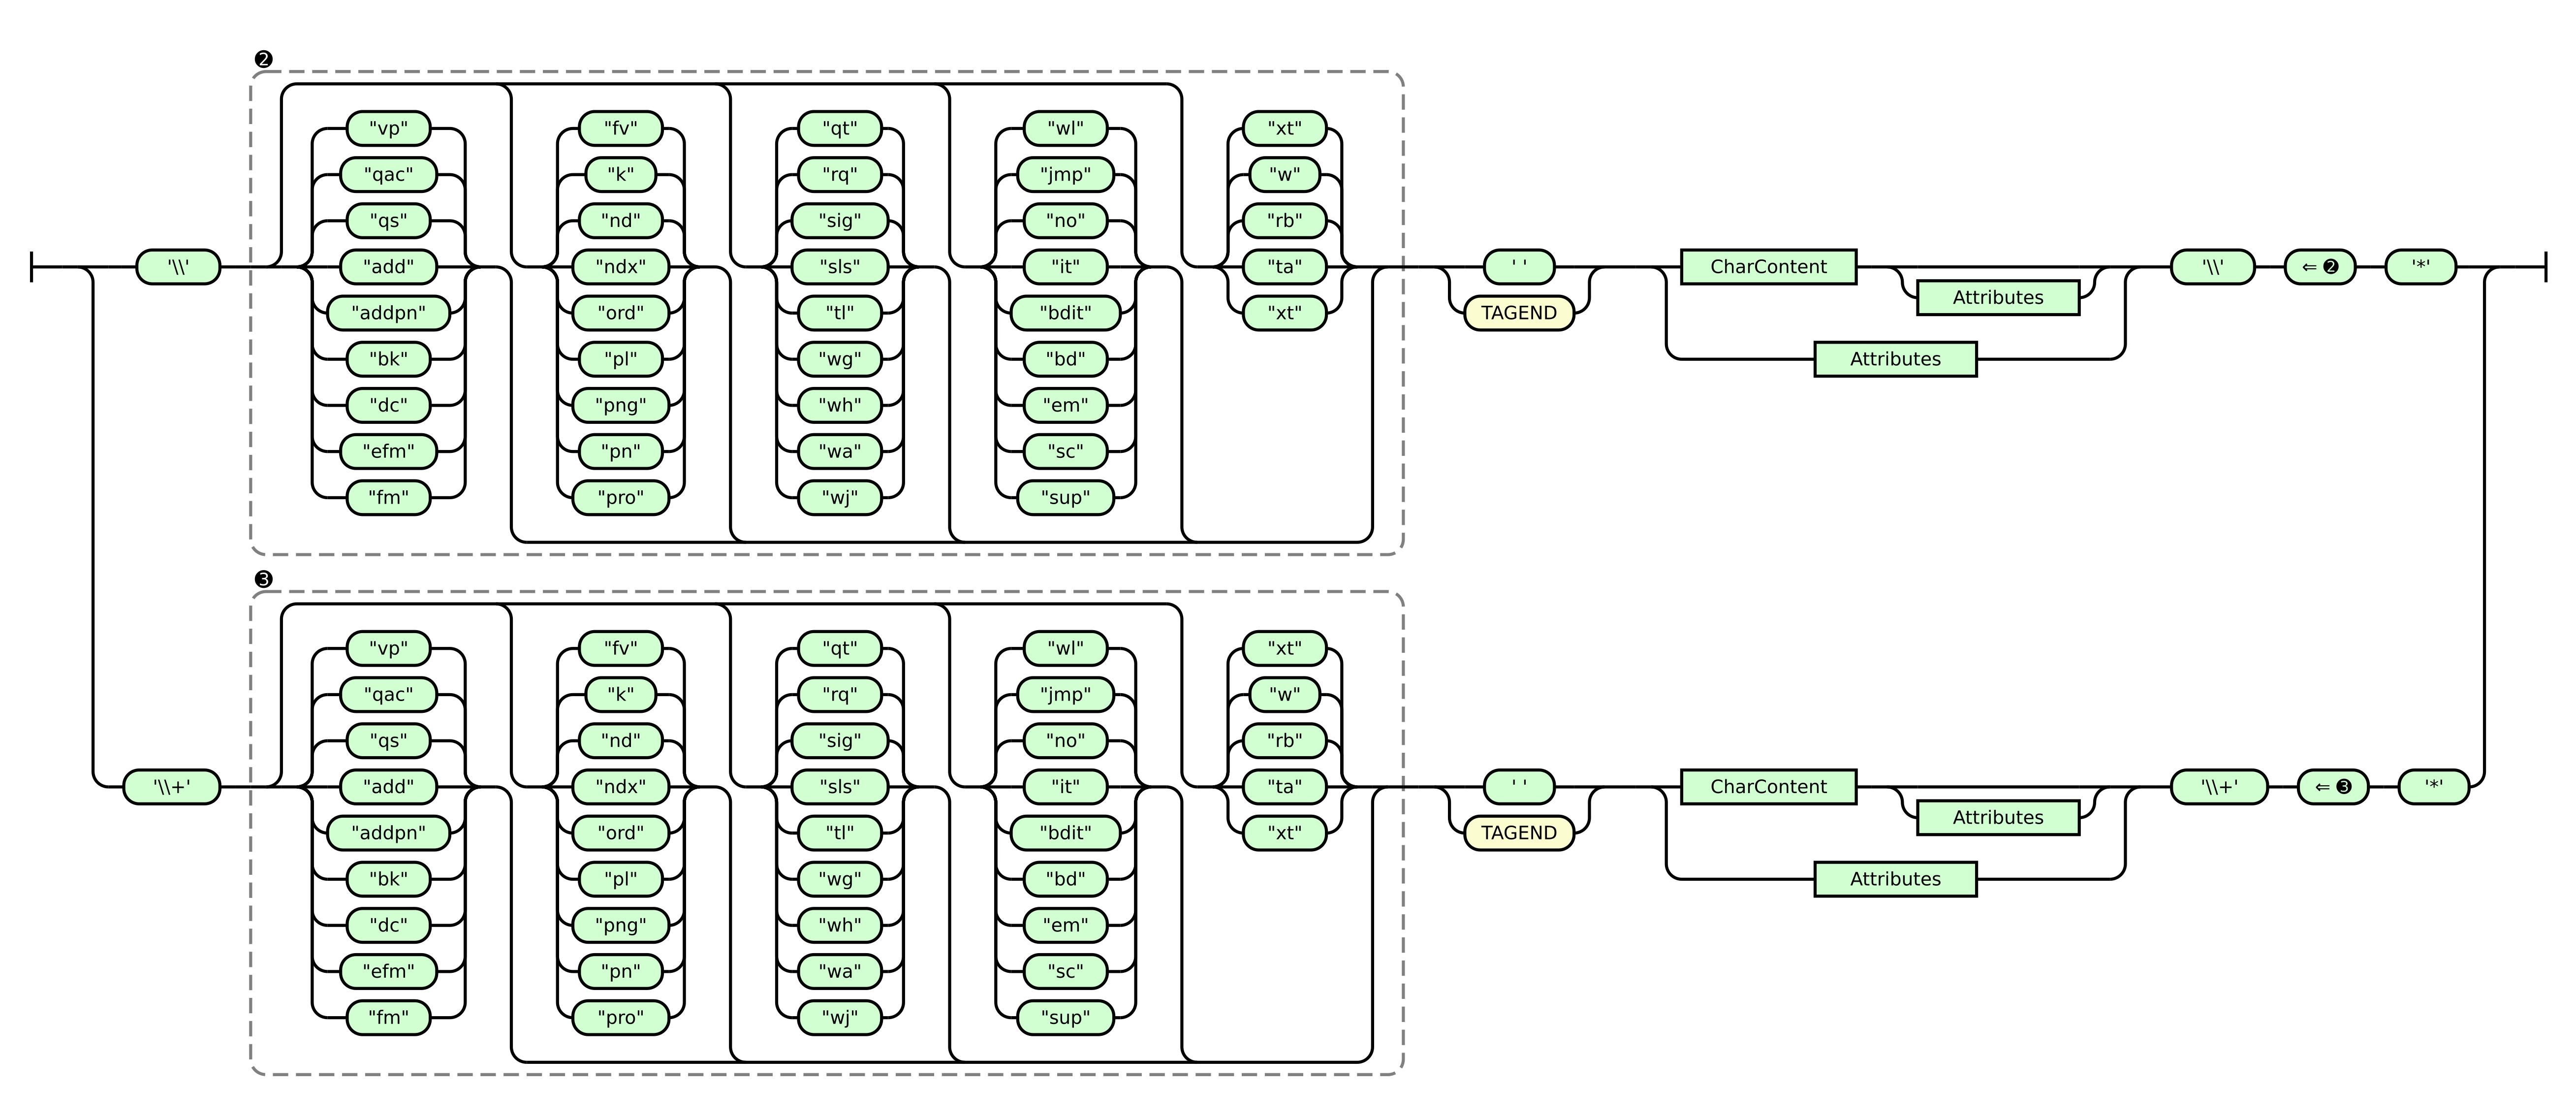 ❷
"vp" "fv" "qt" "wl" "xt"
"qac" "k" "rq" "jmp" "w"
"qs" "nd" "sig" "no" "rb"
'\\' "add" "ndx" "sls" "it" "ta" ' ' CharContent '\\' ⇐ ❷ '*'
Attributes
"addpn" "ord" "tl" "bdit" "xt" TAGEND
"bk" "pl" "wg" "bd" Attributes
"dc" "png" "wh" "em"
"efm" "pn" "wa" "sc"
"fm" "pro" "wj" "sup"
❸
"vp" "fv" "qt" "wl" "xt"
"qac" "k" "rq" "jmp" "w"
"qs" "nd" "sig" "no" "rb"
'\\+' "add" "ndx" "sls" "it" "ta" ' ' CharContent '\\+' ⇐ ❸ '*'
Attributes
"addpn" "ord" "tl" "bdit" "xt" TAGEND
"bk" "pl" "wg" "bd" Attributes
"dc" "png" "wh" "em"
"efm" "pn" "wa" "sc"
"fm" "pro" "wj" "sup"